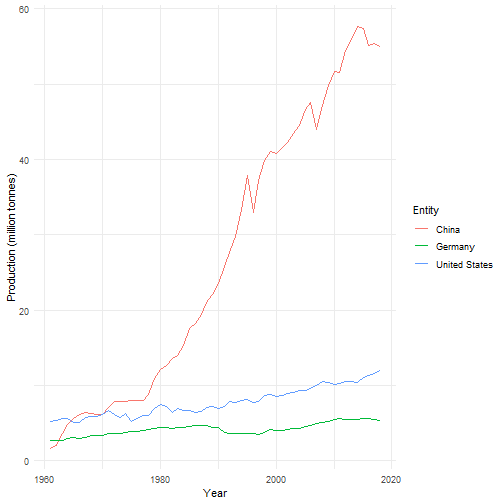 60
40
20
0
Production (million tonnes)
1960
1980
2000
2020
Year
Entity
China
Germany
United States